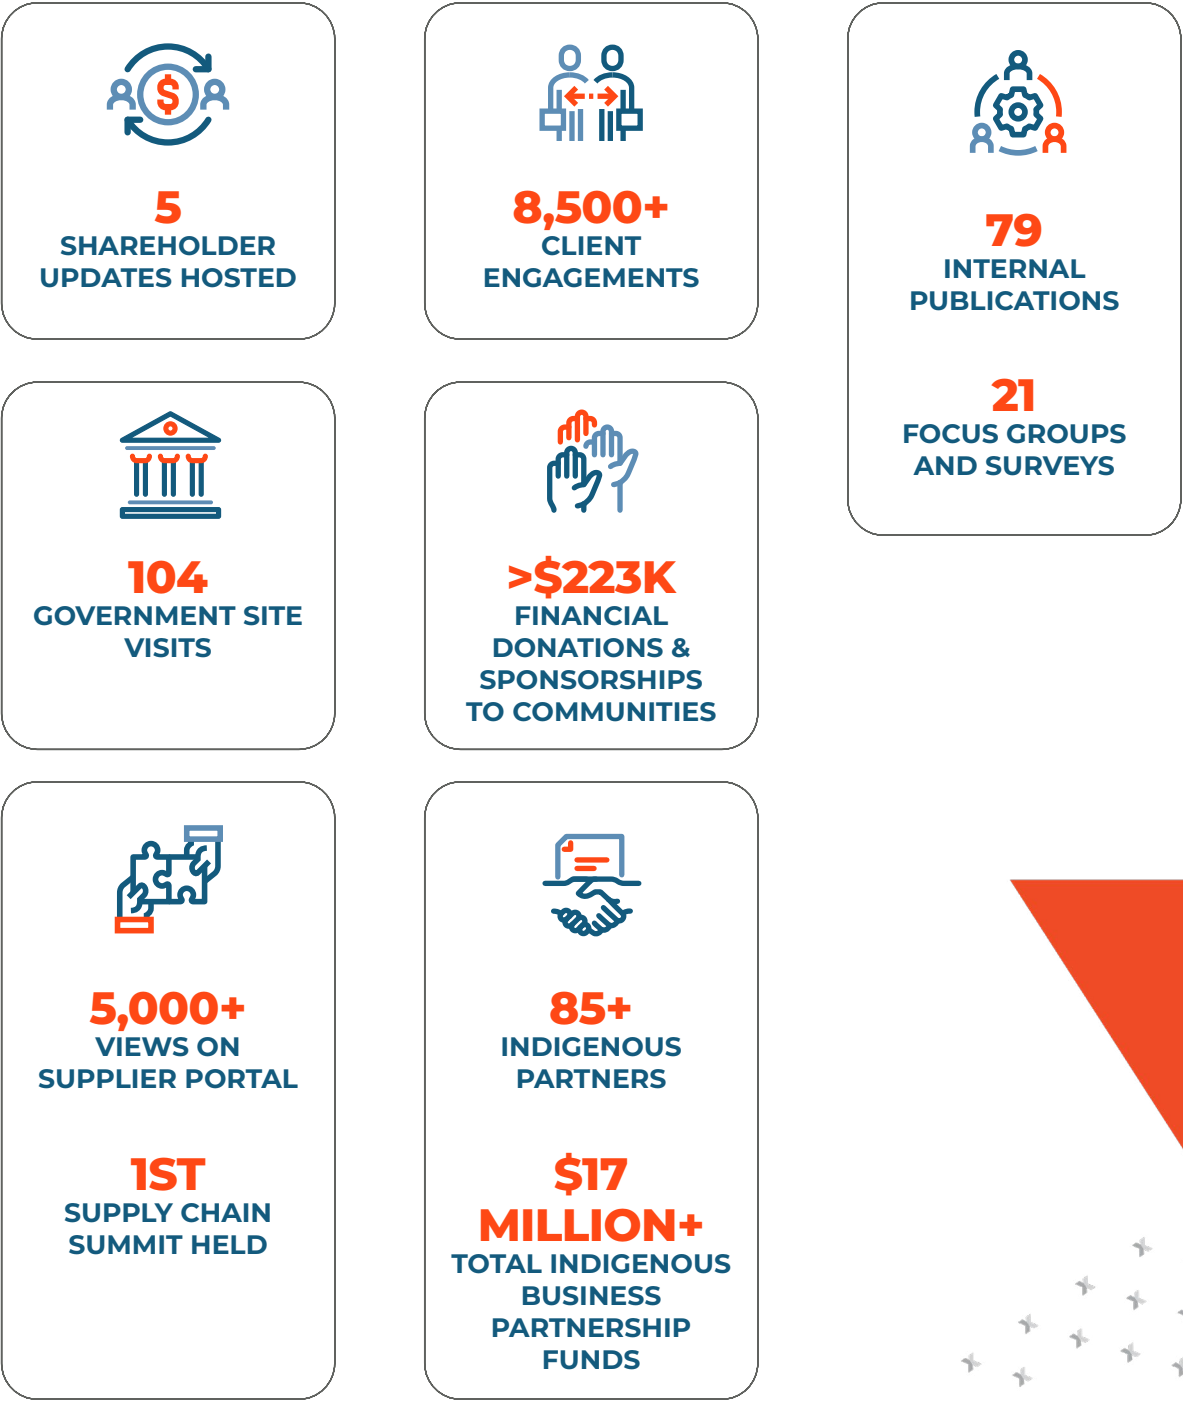 5
SHAREHOLDER
UPDATES HOSTED
8,500+
CLIENT
ENGAGEMENTS
79
INTERNAL
PUBLICATIONS
21
FOCUS GROUPS
AND SURVEYS
104
GOVERNMENT SITE
VISITS
>$223K
FINANCIAL
DONATIONS &
SPONSORSHIPS
TO COMMUNITIES
5,000+
VIEWS ON
SUPPLIER PORTAL
1ST
SUPPLY CHAIN
SUMMIT HELD
85+
INDIGENOUS
PARTNERS
$17
MILLION+
TOTAL INDIGENOUS
BUSINESS
PARTNERSHIP
FUNDS